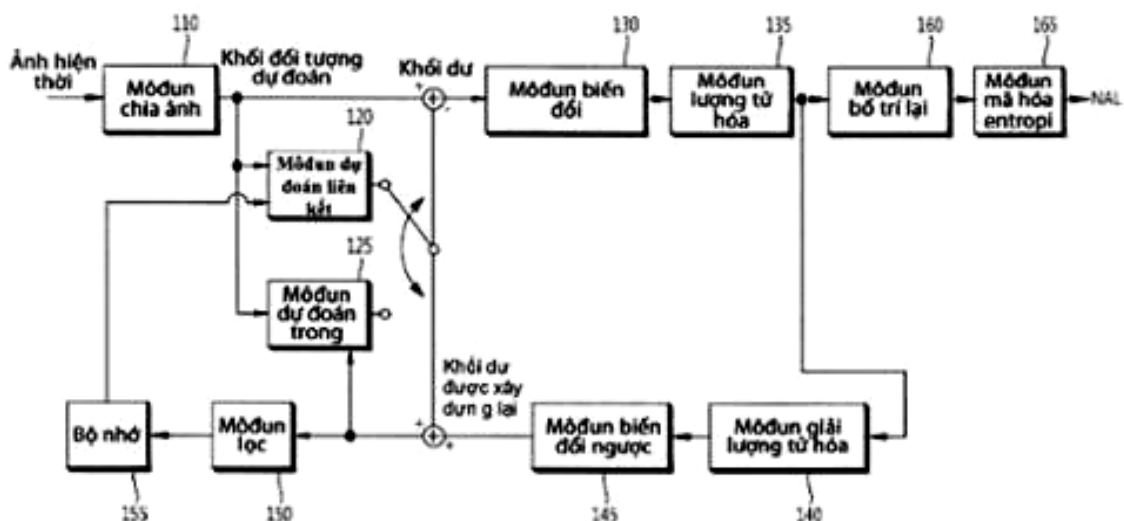 110
130
135
160
165
Ảnh hiện
thời
Môđun
chia ảnh
Khối đối tượng
dự đoán
Khối dư
Môđun biến
đổi
Môđun
lượng tử
hóa
Môđun
bố trí lại
Môđun
mã hóa
entropi
NAL
+
-
120
Môđun dự
đoán liên
kết
125
Môđun
dự đoán
trong
Khối dư
được xây
dựn g lại
+
+
Bộ nhớ
Môđun
lọc
Môđun biến
đổi ngược
Môđun giải
lượng tử hóa
155
150
145
140